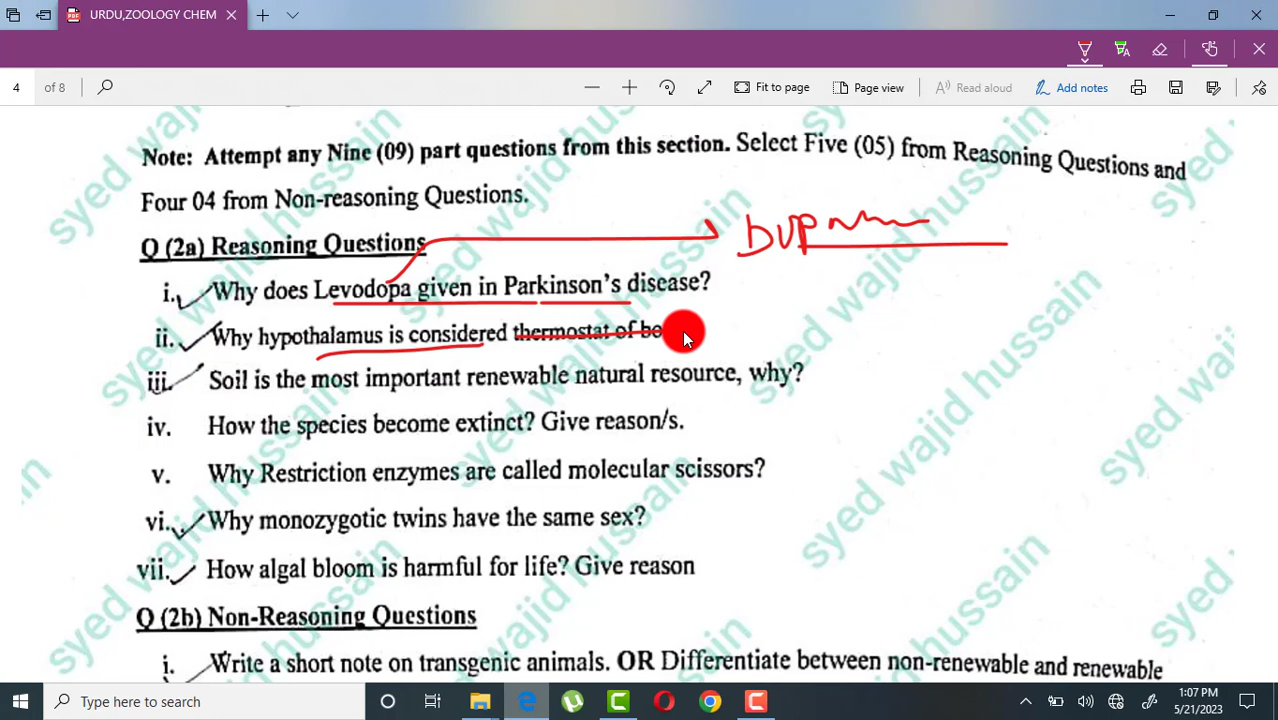 URDU,ZOOLOGY CHEM
4 of 8
Fit to page
Page view
Read aloud
Add notes
Note: Attempt any Nine (09) part questions from this section. Select Five (05) from Reasoning Questions and
Four 04 from Non-reasoning Questions.
Q (2a) Reasoning Questions
i. Why does Levodopa given in Parkinson's disease?
ii. Why hypothalamus is considered thermostat of bo
iii. Soil is the most important renewable natural resource, why?
iv. How the species become extinct? Give reason/s.
v. Why Restriction enzymes are called molecular scissors?
vi. Why monozygotic twins have the same sex?
vii. How algal bloom is harmful for life? Give reason
Q (2b) Non-Reasoning Questions
i. Write a short note on transgenic animals. OR Differentiate between non-renewable and renewable
syed wajid hussain
Type here to search
1:07 PM
5/21/2023